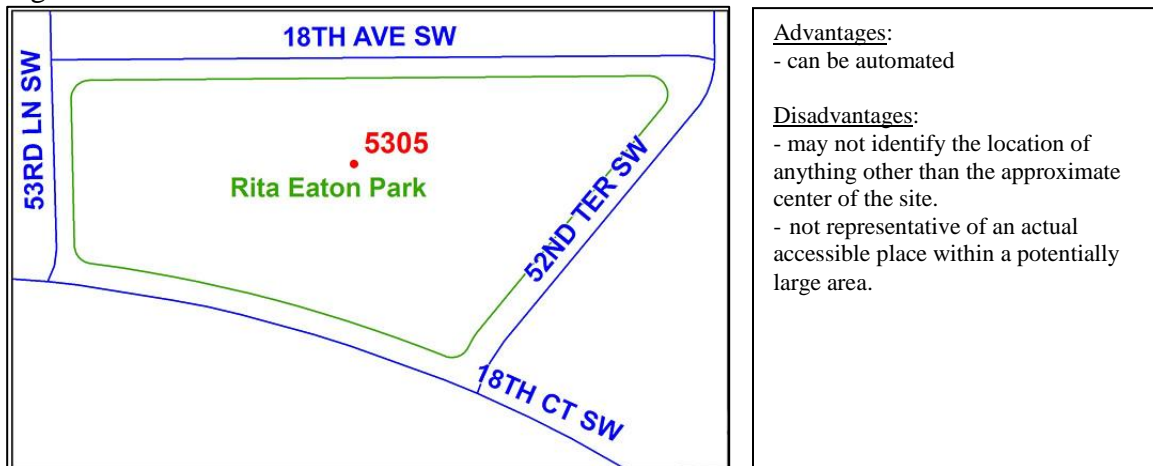 18TH AVE SW
53RD LN SW
5305
Rita Eaton Park
52ND TER SW
18TH CT SW
Advantages:
- can be automated
Disadvantages:
- may not identify the location of
anything other than the approximate
center of the site.
- not representative of an actual
accessible place within a potentially
large area.